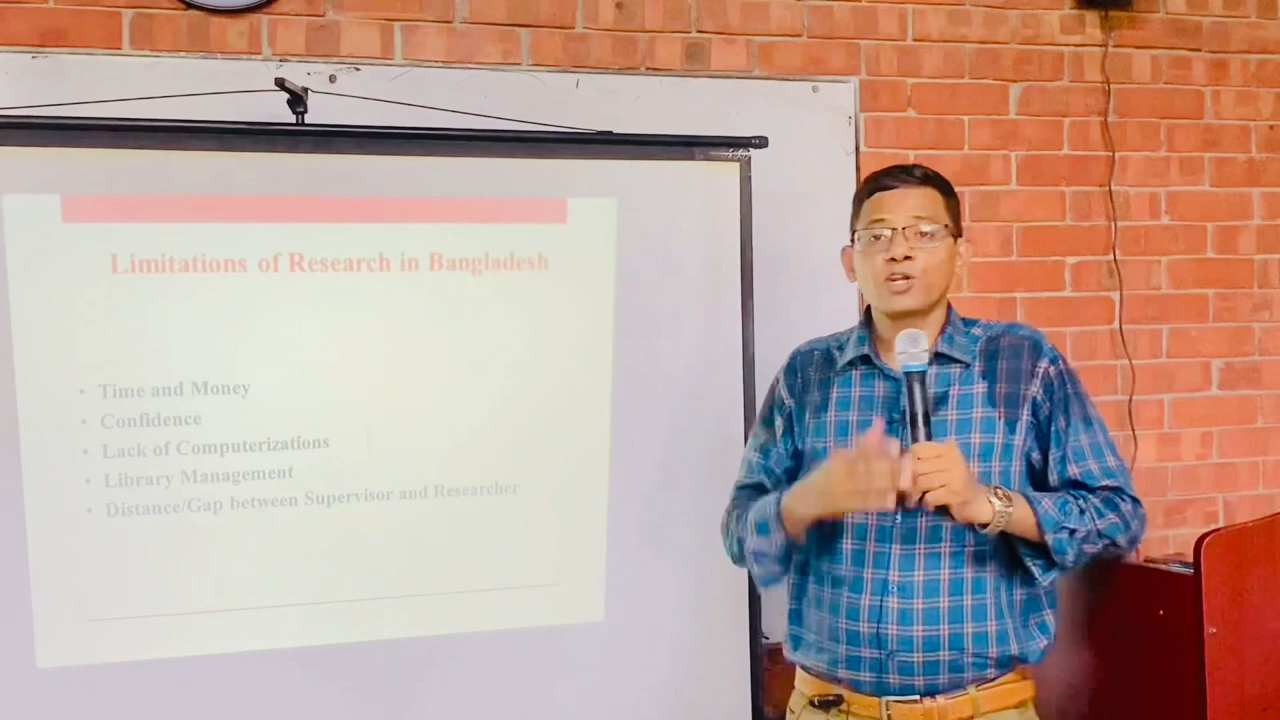 Limitations of Research in Bangladesh
• Time and Money
• Confidence
• Lack of Computerizations
• Library Management
• Distance/Gap between Supervisor and Researcher